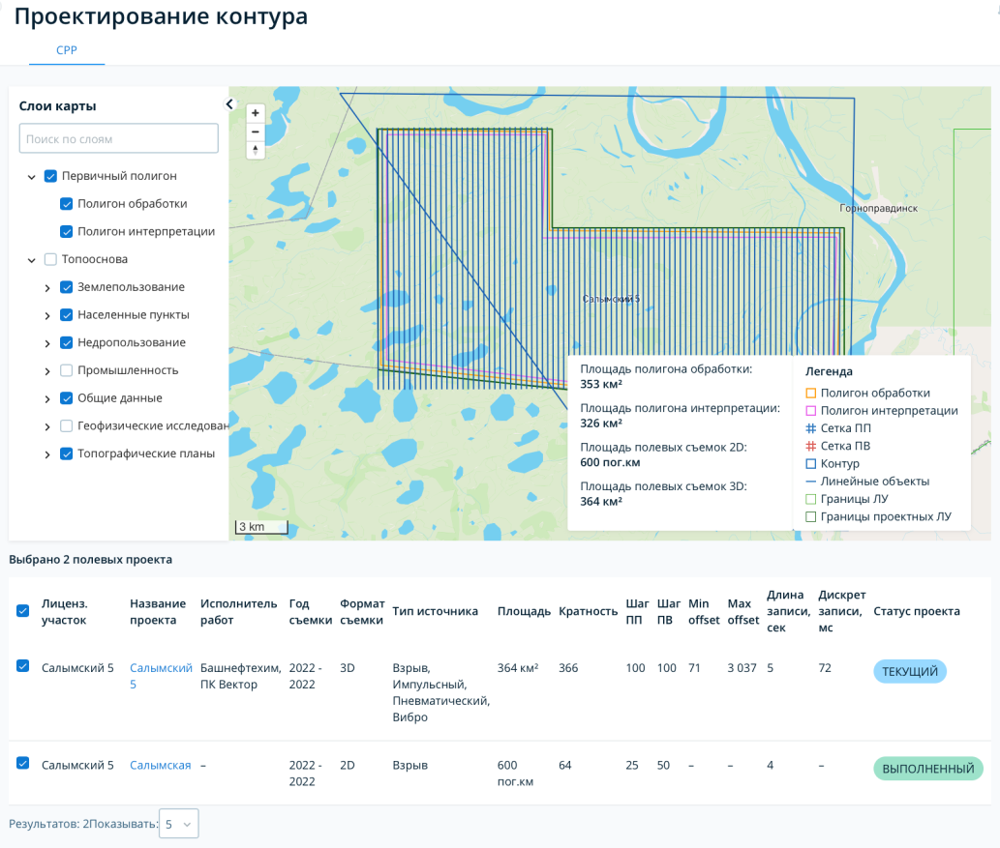 Проектирование контура
СРР
Слои карты
Поиск по слоям
Первичный полигон
Полигон обработки
Полигон интерпретации
Топооснова
Землепользование
Населенные пункты
Недропользование
Промышленность
Общие данные
Геофизические исследован
Топографические планы
Горноправдинск
Салымский 5
3 km
Площадь полигона обработки:
353 км²
Площадь полигона интерпретации:
326 км²
Площадь полевых съемок 2D:
600 пог.км
Площадь полевых съемок 3D:
364 км²
Легенда
Полигон обработки
Полигон интерпретации
Сетка ПП
Сетка ПВ
Контур
Линейные объекты
Границы ЛУ
Границы проектных ЛУ
Выбрано 2 полевых проекта
Лиценз. участок Название проекта Исполнитель работ Год съемки Формат съемки Тип источника Площадь Кратность Шаг ПП Шаг ПВ Min offset Max offset Длина записи, сек Дискрет записи, мс Статус проекта
Салымский 5 Салымский 5 Башнефтехим, ПК Вектор 2022 - 2022 3D Взрыв, Импульсный, Пневматический, Вибро 364 км² 366 100 100 71 3 037 5 72 ТЕКУЩИЙ
Салымский 5 Салымская – 2022 - 2022 2D Взрыв 600 пог.км 64 25 50 – – 4 – ВЫПОЛНЕННЫЙ
Результатов: 2Показывать: 5